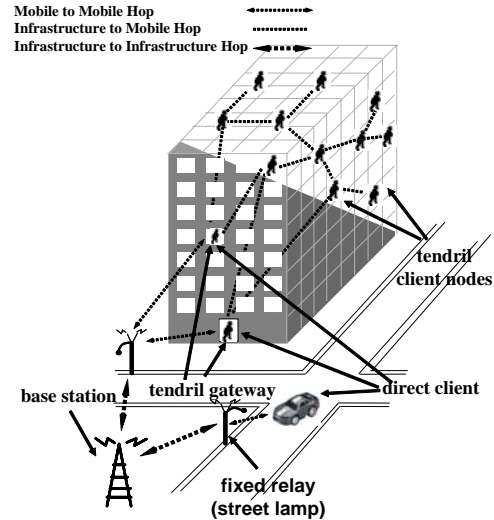 Mobile to Mobile Hop
Infrastructure to Mobile Hop
Infrastructure to Infrastructure Hop
tendril
client nodes
tendril gateway
direct client
base station
fixed relay
(street lamp)